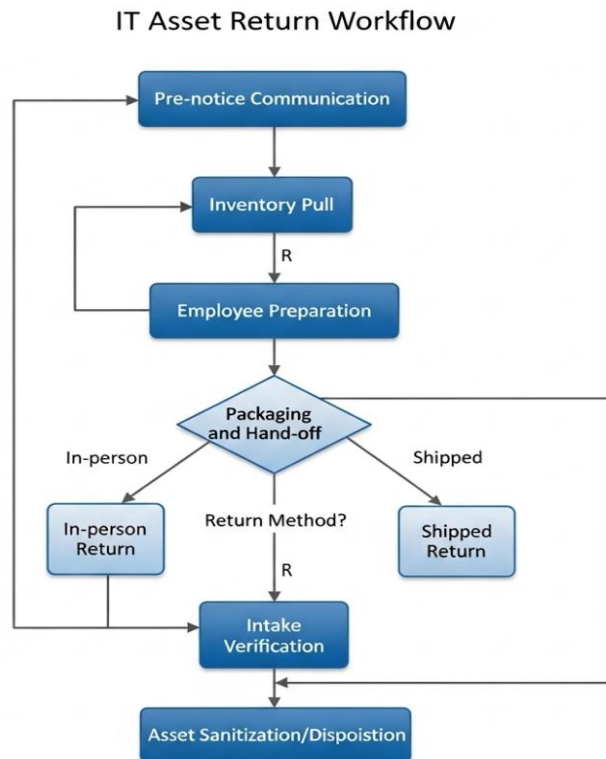 IT Asset Return Workflow
Pre-notice Communication
Inventory Pull
R
Employee Preparation
Packaging
and Hand-off
In-person
Shipped
In-person
Return
Return Method?
Shipped
Return
R
Intake
Verification
Asset Sanitization/Dispoistion